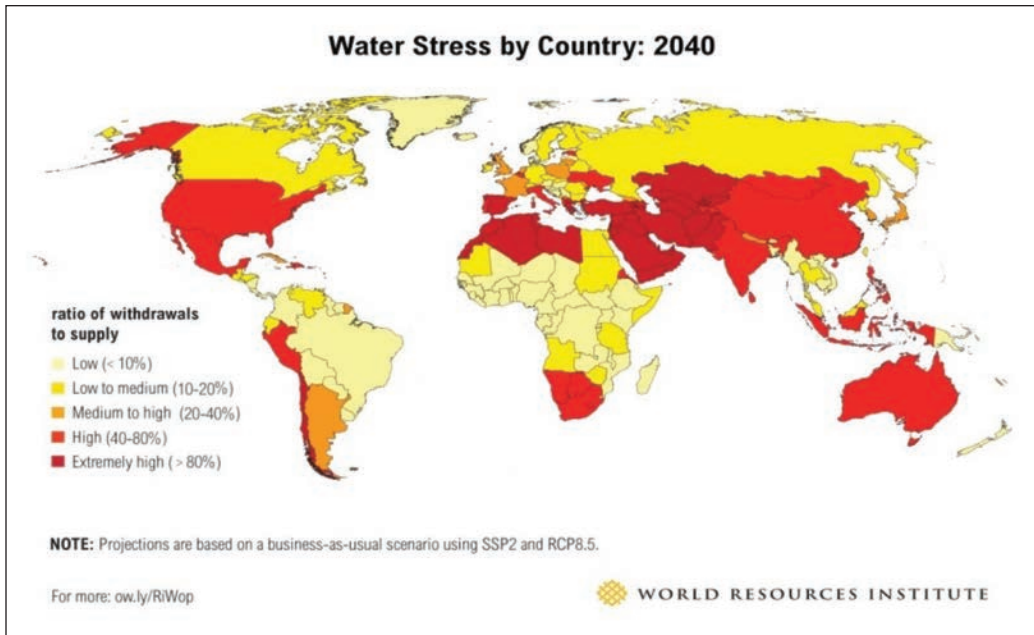 Water Stress by Country: 2040
ratio of withdrawals
to supply
Low (< 10%)
Low to medium (10-20%)
Medium to high (20-40%)
High (40-80%)
Extremely high (> 80%)
NOTE: Projections are based on a business-as-usual scenario using SSP2 and RCP8.5.
For more: ow.ly/RiWop
WORLD RESOURCES INSTITUTE